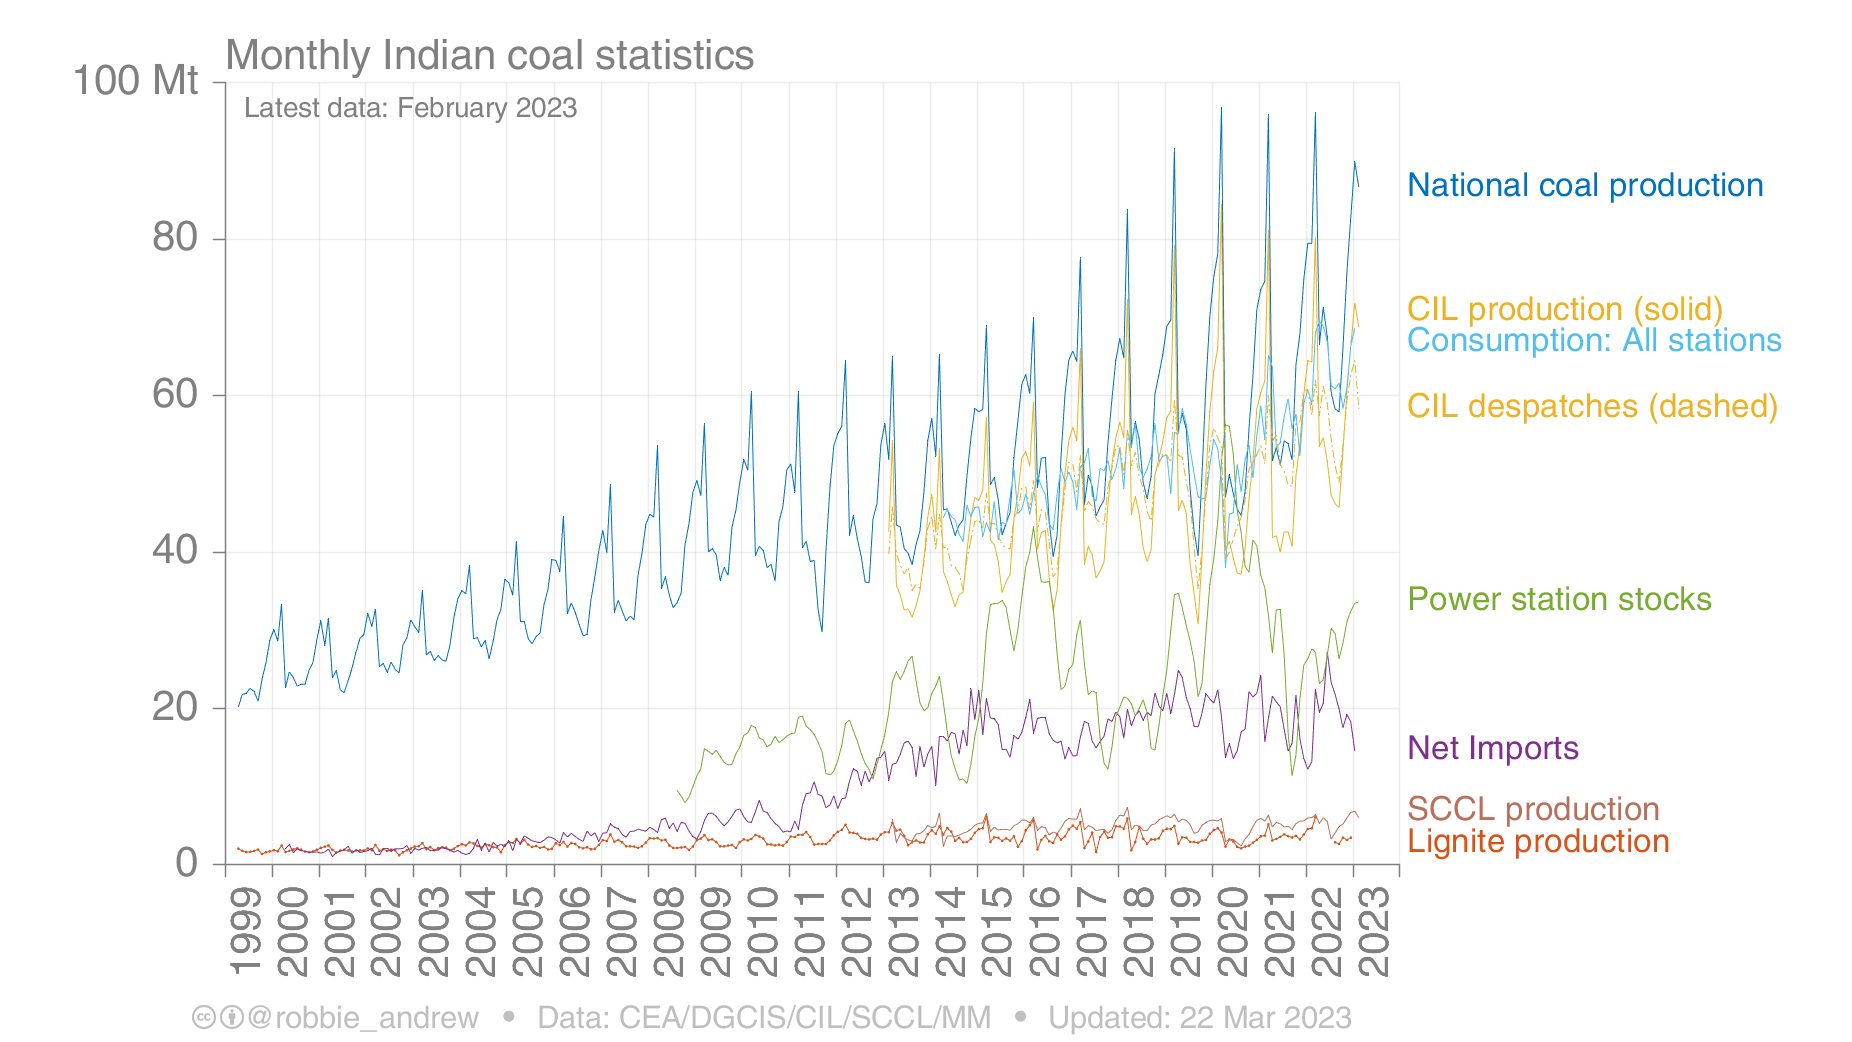 Monthly Indian coal statistics
100 Mt
Latest data: February 2023
80
60
40
20
0
National coal production
CIL production (solid)
Consumption: All stations
CIL despatches (dashed)
Power station stocks
Net Imports
SCCL production
Lignite production
1999 2000 2001 2002 2003 2004 2005 2006 2007 2008 2009 2010 2011 2012 2013 2014 2015 2016 2017 2018 2019 2020 2021 2022 2023
@robbie_andrew • Data: CEA/DGCIS/CIL/SCCL/MM • Updated: 22 Mar 2023